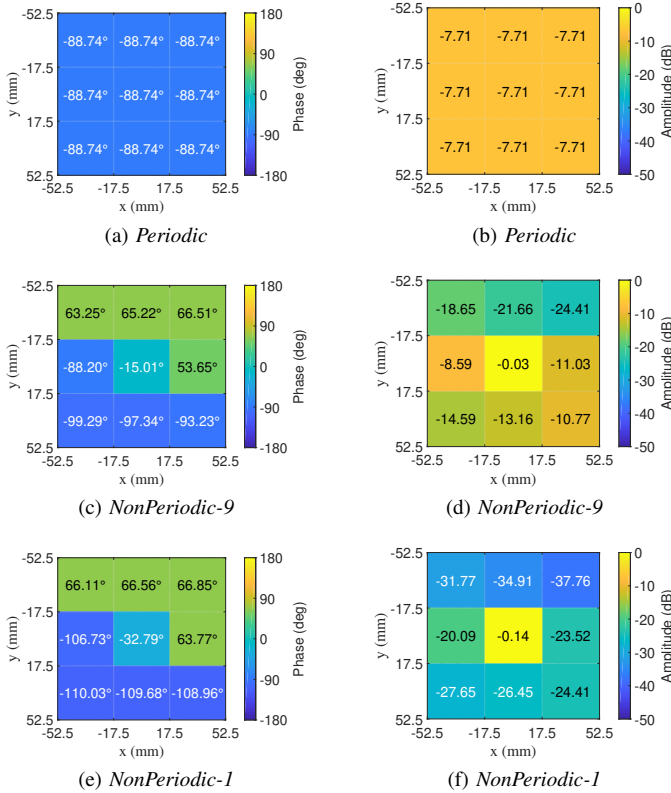 -52.5
-17.5
17.5
52.5
y (mm)
-88.74° -88.74° -88.74°
-88.74° -88.74° -88.74°
-88.74° -88.74° -88.74°
-52.5 -17.5 17.5 52.5
x (mm)
180
90
0
-90
-180
Phase (deg)
(a) Periodic
-52.5
-17.5
17.5
52.5
y (mm)
-7.71 -7.71 -7.71
-7.71 -7.71 -7.71
-7.71 -7.71 -7.71
-52.5 -17.5 17.5 52.5
x (mm)
0
-10
-20
-30
-40
-50
Amplitude (dB)
(b) Periodic
-52.5
-17.5
17.5
52.5
y (mm)
63.25° 65.22° 66.51°
-88.20° -15.01° 53.65°
-99.29° -97.34° -93.23°
-52.5 -17.5 17.5 52.5
x (mm)
180
90
0
-90
-180
Phase (deg)
(c) NonPeriodic-9
-52.5
-17.5
17.5
52.5
y (mm)
-18.65 -21.66 -24.41
-8.59 -0.03 -11.03
-14.59 -13.16 -10.77
-52.5 -17.5 17.5 52.5
x (mm)
0
-10
-20
-30
-40
-50
Amplitude (dB)
(d) NonPeriodic-9
-52.5
-17.5
17.5
52.5
y (mm)
66.11° 66.56° 66.85°
-106.73° -32.79° 63.77°
-110.03° -109.68° -108.96°
-52.5 -17.5 17.5 52.5
x (mm)
180
90
0
-90
-180
Phase (deg)
(e) NonPeriodic-1
-52.5
-17.5
17.5
52.5
y (mm)
-31.77 -34.91 -37.76
-20.09 -0.14 -23.52
-27.65 -26.45 -24.41
-52.5 -17.5 17.5 52.5
x (mm)
0
-10
-20
-30
-40
-50
Amplitude (dB)
(f) NonPeriodic-1